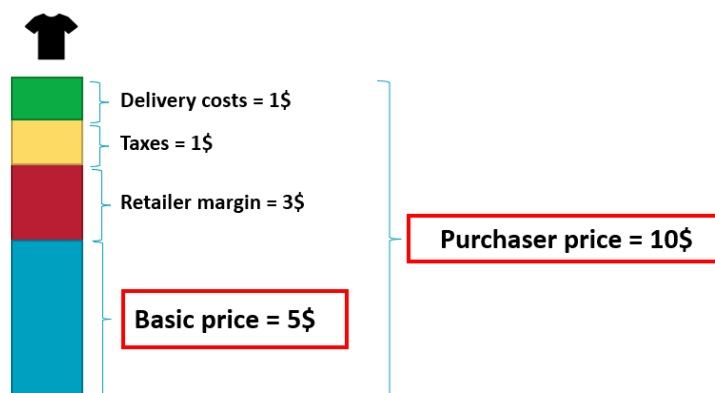 Delivery costs = 1$
Taxes = 1$
Retailer margin = 3$
Purchaser price = 10$
Basic price = 5$